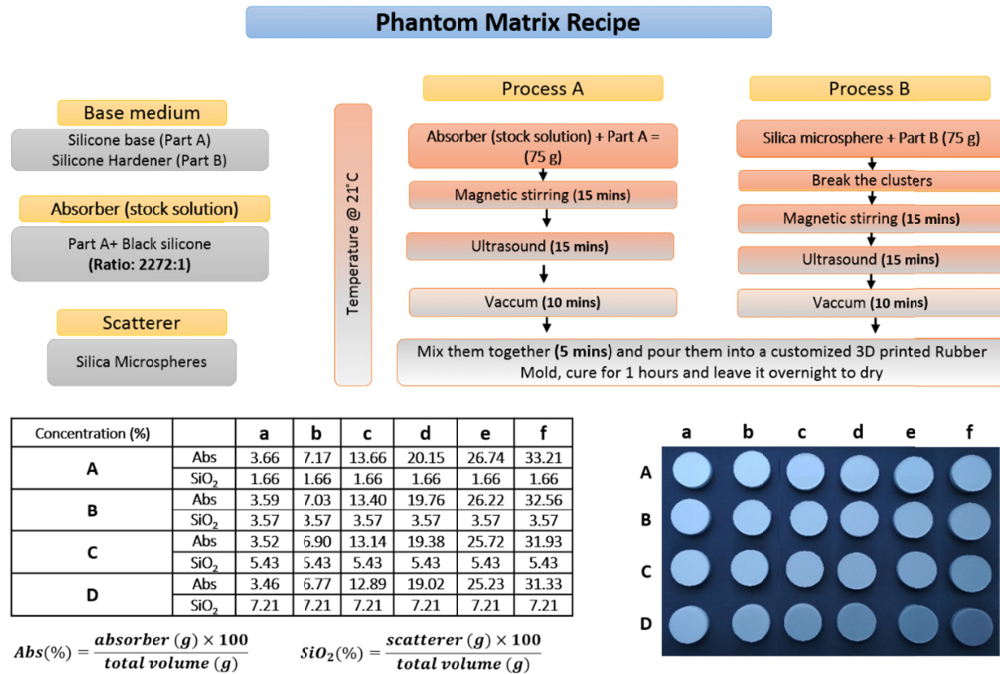 Phantom Matrix Recipe
Base medium
Silicone base (Part A)
Silicone Hardener (Part B)
Absorber (stock solution)
Part A+ Black silicone
(Ratio: 2272:1)
Scatterer
Silica Microspheres
Temperature @ 21°C
Process A
Absorber (stock solution) + Part A =
(75 g)
Magnetic stirring (15 mins)
Ultrasound (15 mins)
Vaccum (10 mins)
Process B
Silica microsphere + Part B (75 g)
Break the clusters
Magnetic stirring (15 mins)
Ultrasound (15 mins)
Vaccum (10 mins)
Mix them together (5 mins) and pour them into a customized 3D printed Rubber
Mold, cure for 1 hours and leave it overnight to dry
Concentration (%) a b c d e f
A
Abs 3.66 7.17 13.66 20.15 26.74 33.21
SiO₂ 1.66 1.66 1.66 1.66 1.66 1.66
B
Abs 3.59 7.03 13.40 19.76 26.22 32.56
SiO₂ 3.57 3.57 3.57 3.57 3.57 3.57
C
Abs 3.52 6.90 13.14 19.38 25.72 31.93
SiO₂ 5.43 5.43 5.43 5.43 5.43 5.43
D
Abs 3.46 6.77 12.89 19.02 25.23 31.33
SiO₂ 7.21 7.21 7.21 7.21 7.21 7.21
Abs(%) = absorber (g) × 100 / total volume (g)
SiO₂(%) = scatterer (g) × 100 / total volume (g)
a b c d e f
A
B
C
D